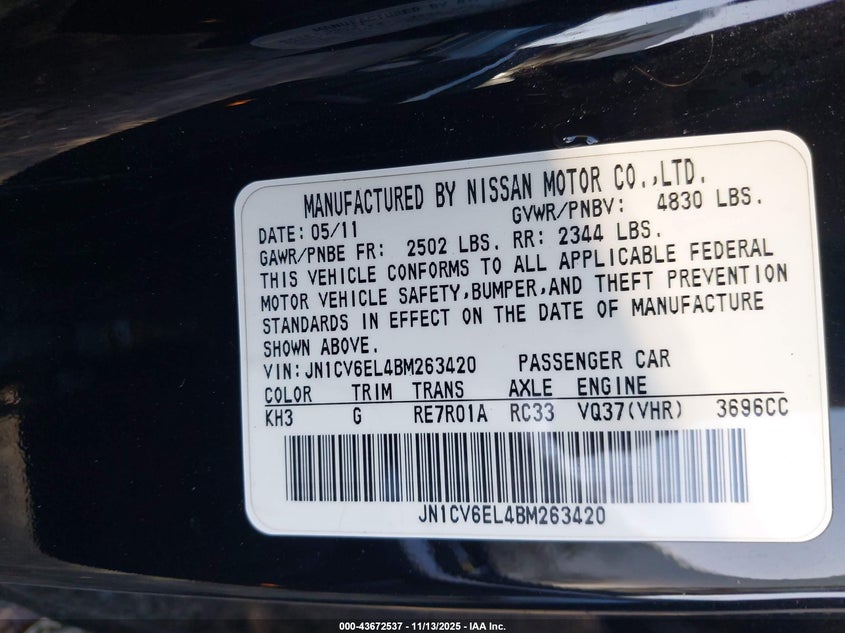 MANUFACTURED BY NISSAN MOTOR CO.,LTD.
DATE: 05/11 GVWR/PNBV: 4830 LBS.
GAWR/PNBE FR: 2502 LBS. RR: 2344 LBS.
THIS VEHICLE CONFORMS TO ALL APPLICABLE FEDERAL
MOTOR VEHICLE SAFETY,BUMPER,AND THEFT PREVENTION
STANDARDS IN EFFECT ON THE DATE OF MANUFACTURE
SHOWN ABOVE.
VIN:JN1CV6EL4BM263420 PASSENGER CAR
COLOR TRIM TRANS AXLE ENGINE
KH3 G RE7R01A RC33 VQ37(VHR) 3696CC
JN1CV6EL4BM263420
000-43672537 - 11/13/2025 - IAA Inc.